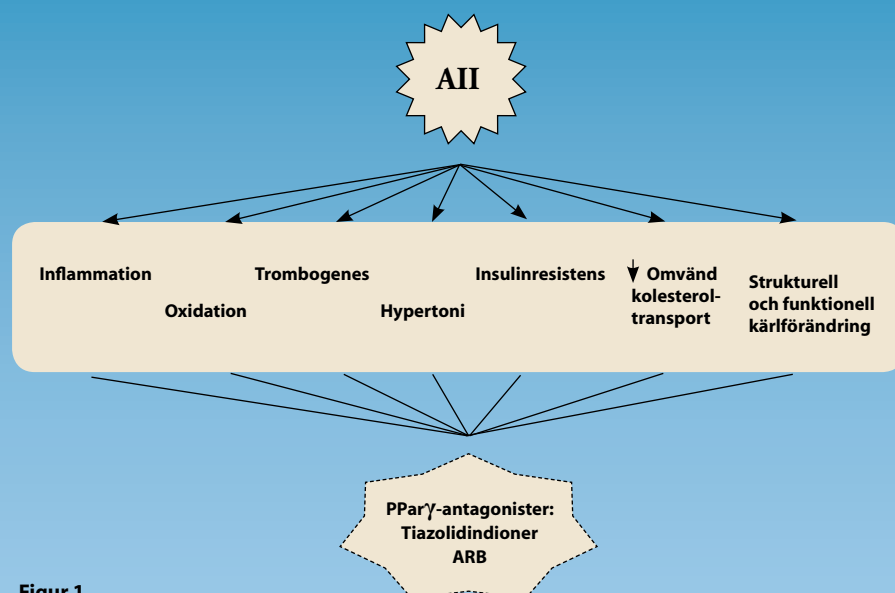 AII
Inflammation
Oxidation
Trombogenes
Hypertoni
Insulinresistens
Omvänd
kolesterol-
transport
Strukturell
och funktionell
kärlförändring
PParγ-antagonister:
Tiazolidindioner
ARB
Figur 1